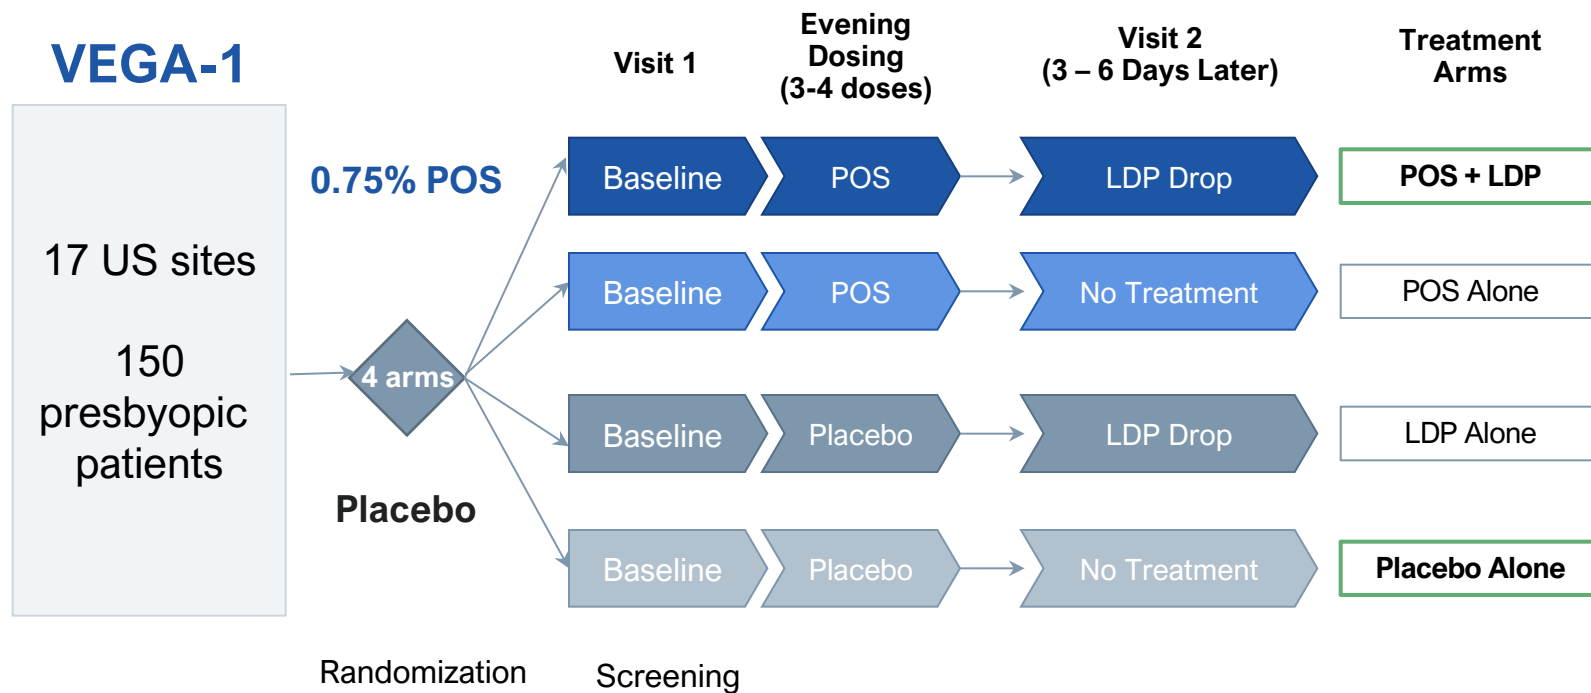 VEGA-1
17 US sites
150
presbyopic
patients
0.75% POS
4 arms
Placebo
Randomization
Visit 1
Evening
Dosing
(3-4 doses)
Visit 2
(3 – 6 Days Later)
Treatment
Arms
Baseline
POS
LDP Drop
POS + LDP
Baseline
POS
No Treatment
POS Alone
Baseline
Placebo
LDP Drop
LDP Alone
Baseline
Placebo
No Treatment
Placebo Alone
Screening